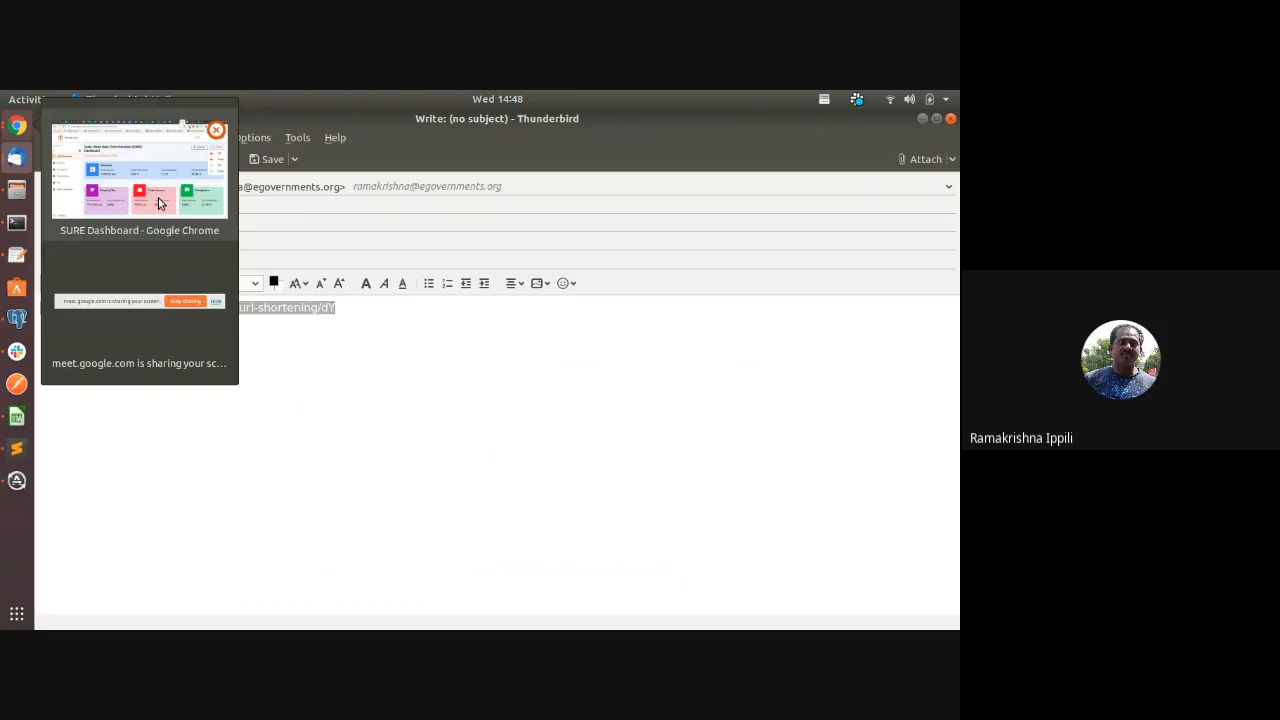 Activit
Wed 14:48
Write: (no subject) - Thunderbird
Options Tools Help
Save
Attach
a@egovernments.org> ramakrishna@egovernments.org
SURE Dashboard - Google Chrome
url-shortening/dY
meet.google.com is sharing your screen.
Stop sharing
Hide
meet.google.com is sharing your sc...
Ramakrishna Ippili